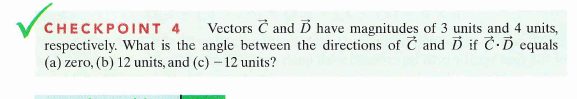 CHECKPOINT 4 Vectors C⃗ and D⃗ have magnitudes of 3 units and 4 units,
respectively. What is the angle between the directions of C⃗ and D⃗ if C⃗·D⃗ equals
(a) zero, (b) 12 units, and (c) −12 units?